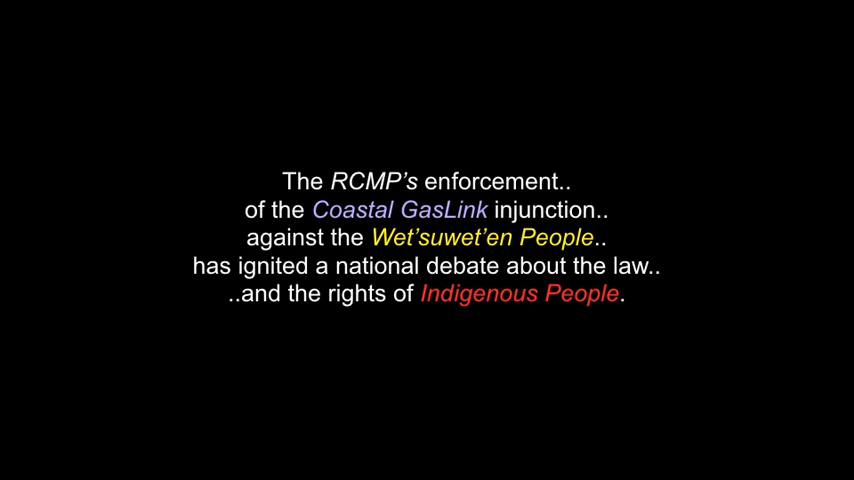 The RCMP’s enforcement..
of the Coastal GasLink injunction..
against the Wet’suwet’en People..
has ignited a national debate about the law..
..and the rights of Indigenous People.